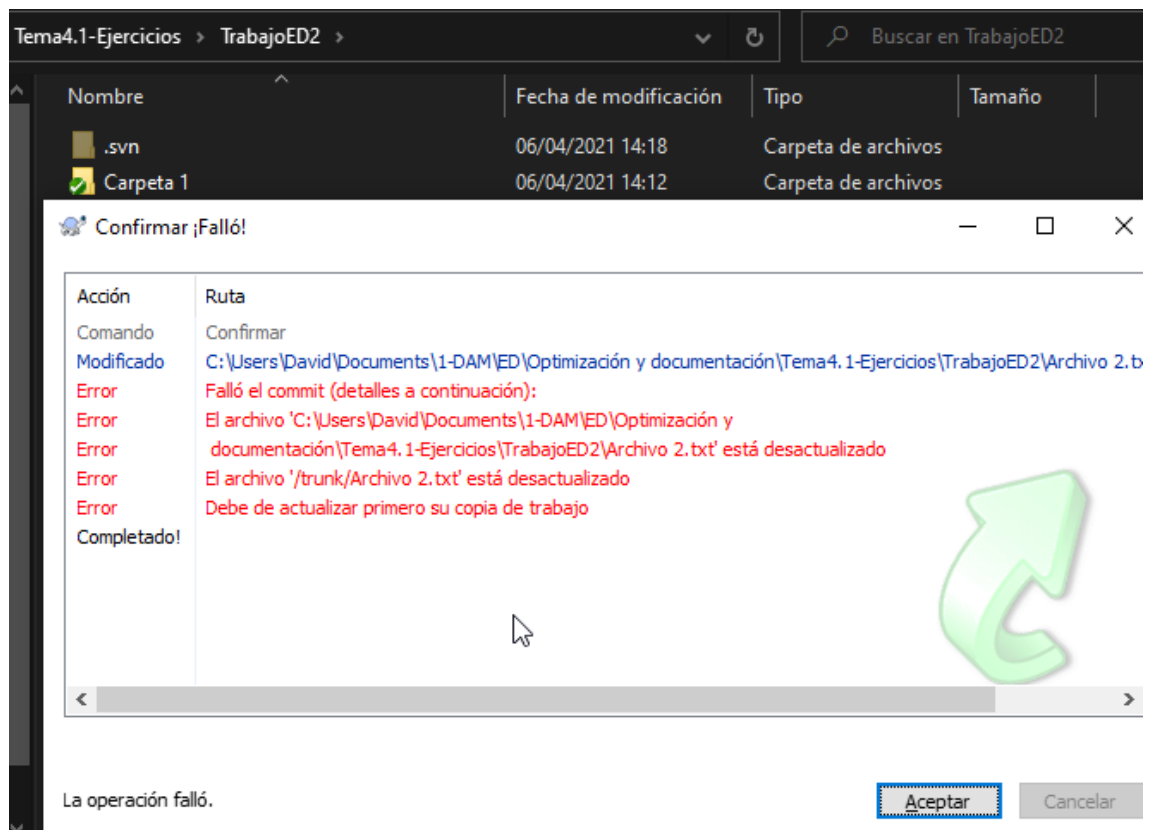 Tema4.1-Ejercicios > TrabajoED2 >
Buscar en TrabajoED2
Nombre Fecha de modificación Tipo Tamaño
.svn 06/04/2021 14:18 Carpeta de archivos
Carpeta 1 06/04/2021 14:12 Carpeta de archivos
Confirmar ¡Falló!
Acción Ruta
Comando Confirmar
Modificado C:\Users\David\Documents\1-DAM\ED\Optimización y documentación\Tema4.1-Ejercicios\TrabajoED2\Archivo 2.tx
Error Falló el commit (detalles a continuación):
Error El archivo 'C:\Users\David\Documents\1-DAM\ED\Optimización y
Error documentación\Tema4.1-Ejercicios\TrabajoED2\Archivo 2.txt' está desactualizado
Error El archivo '/trunk/Archivo 2.txt' está desactualizado
Error Debe de actualizar primero su copia de trabajo
Completado!
La operación falló.
Aceptar Cancelar